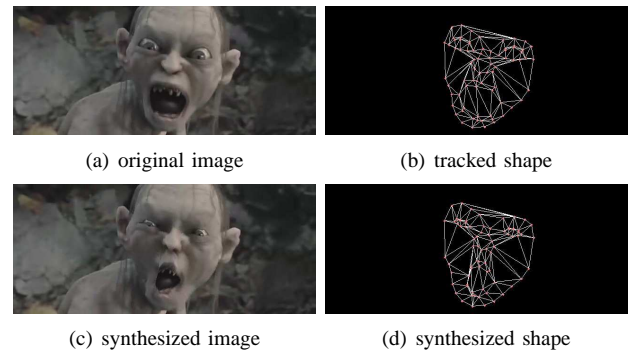 (a) original image
(b) tracked shape
(c) synthesized image
(d) synthesized shape